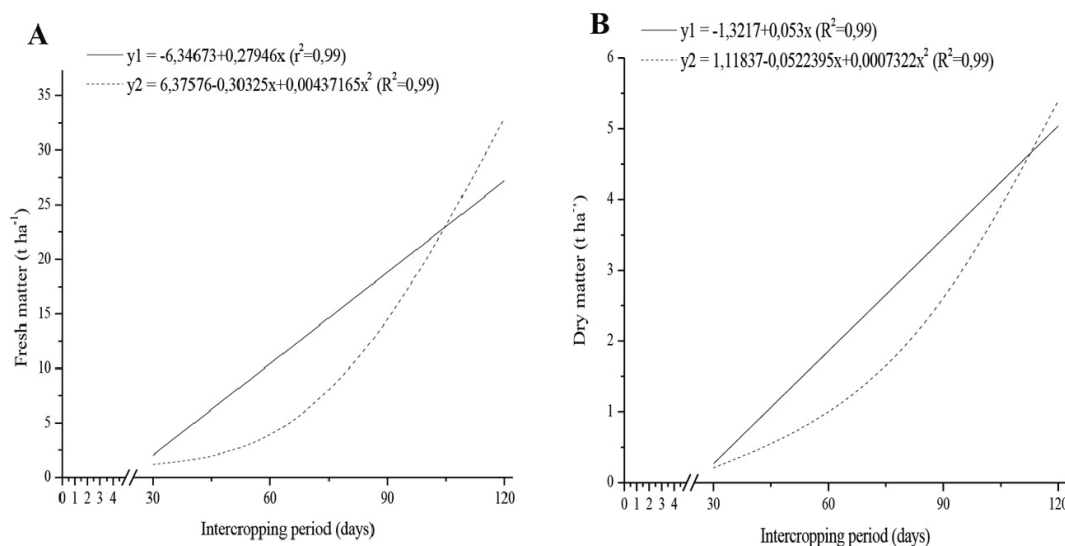 A
y1 = -6,34673+0,27946x (r²=0,99)
y2 = 6,37576-0,30325x+0,00437165x² (R²=0,99)
35
30
25
20
15
10
5
0
Fresh matter (t ha⁻¹)
0 1 2 3 4 30 60 90 120
Intercropping period (days)
B
y1 = -1,3217+0,053x (R²=0,99)
y2 = 1,11837-0,0522395x+0,0007322x² (R²=0,99)
6
5
4
3
2
1
0
Dry matter (t ha⁻¹)
0 1 2 3 4 30 60 90 120
Intercropping period (days)